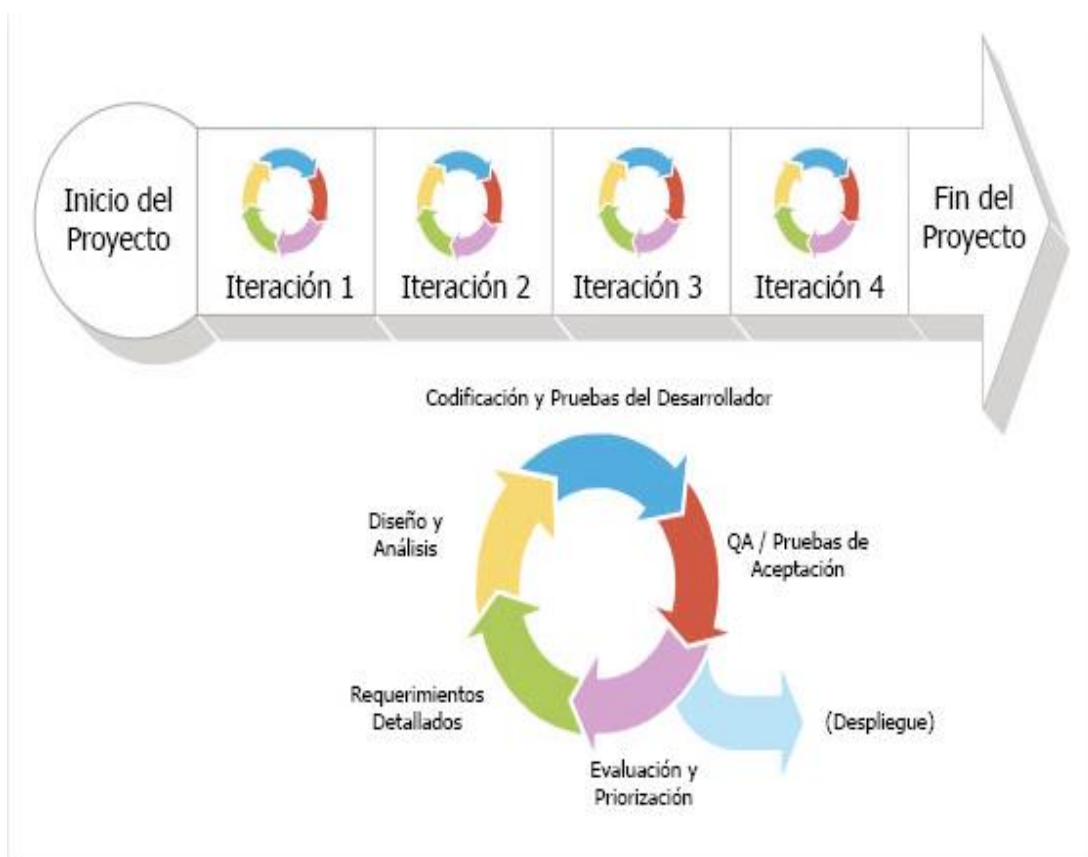 Inicio del
Proyecto
Iteración 1
Iteración 2
Iteración 3
Iteración 4
Fin del
Proyecto
Codificación y Pruebas del Desarrollador
Diseño y
Análisis
QA / Pruebas de
Aceptación
Requerimientos
Detallados
(Despliegue)
Evaluación y
Priorización